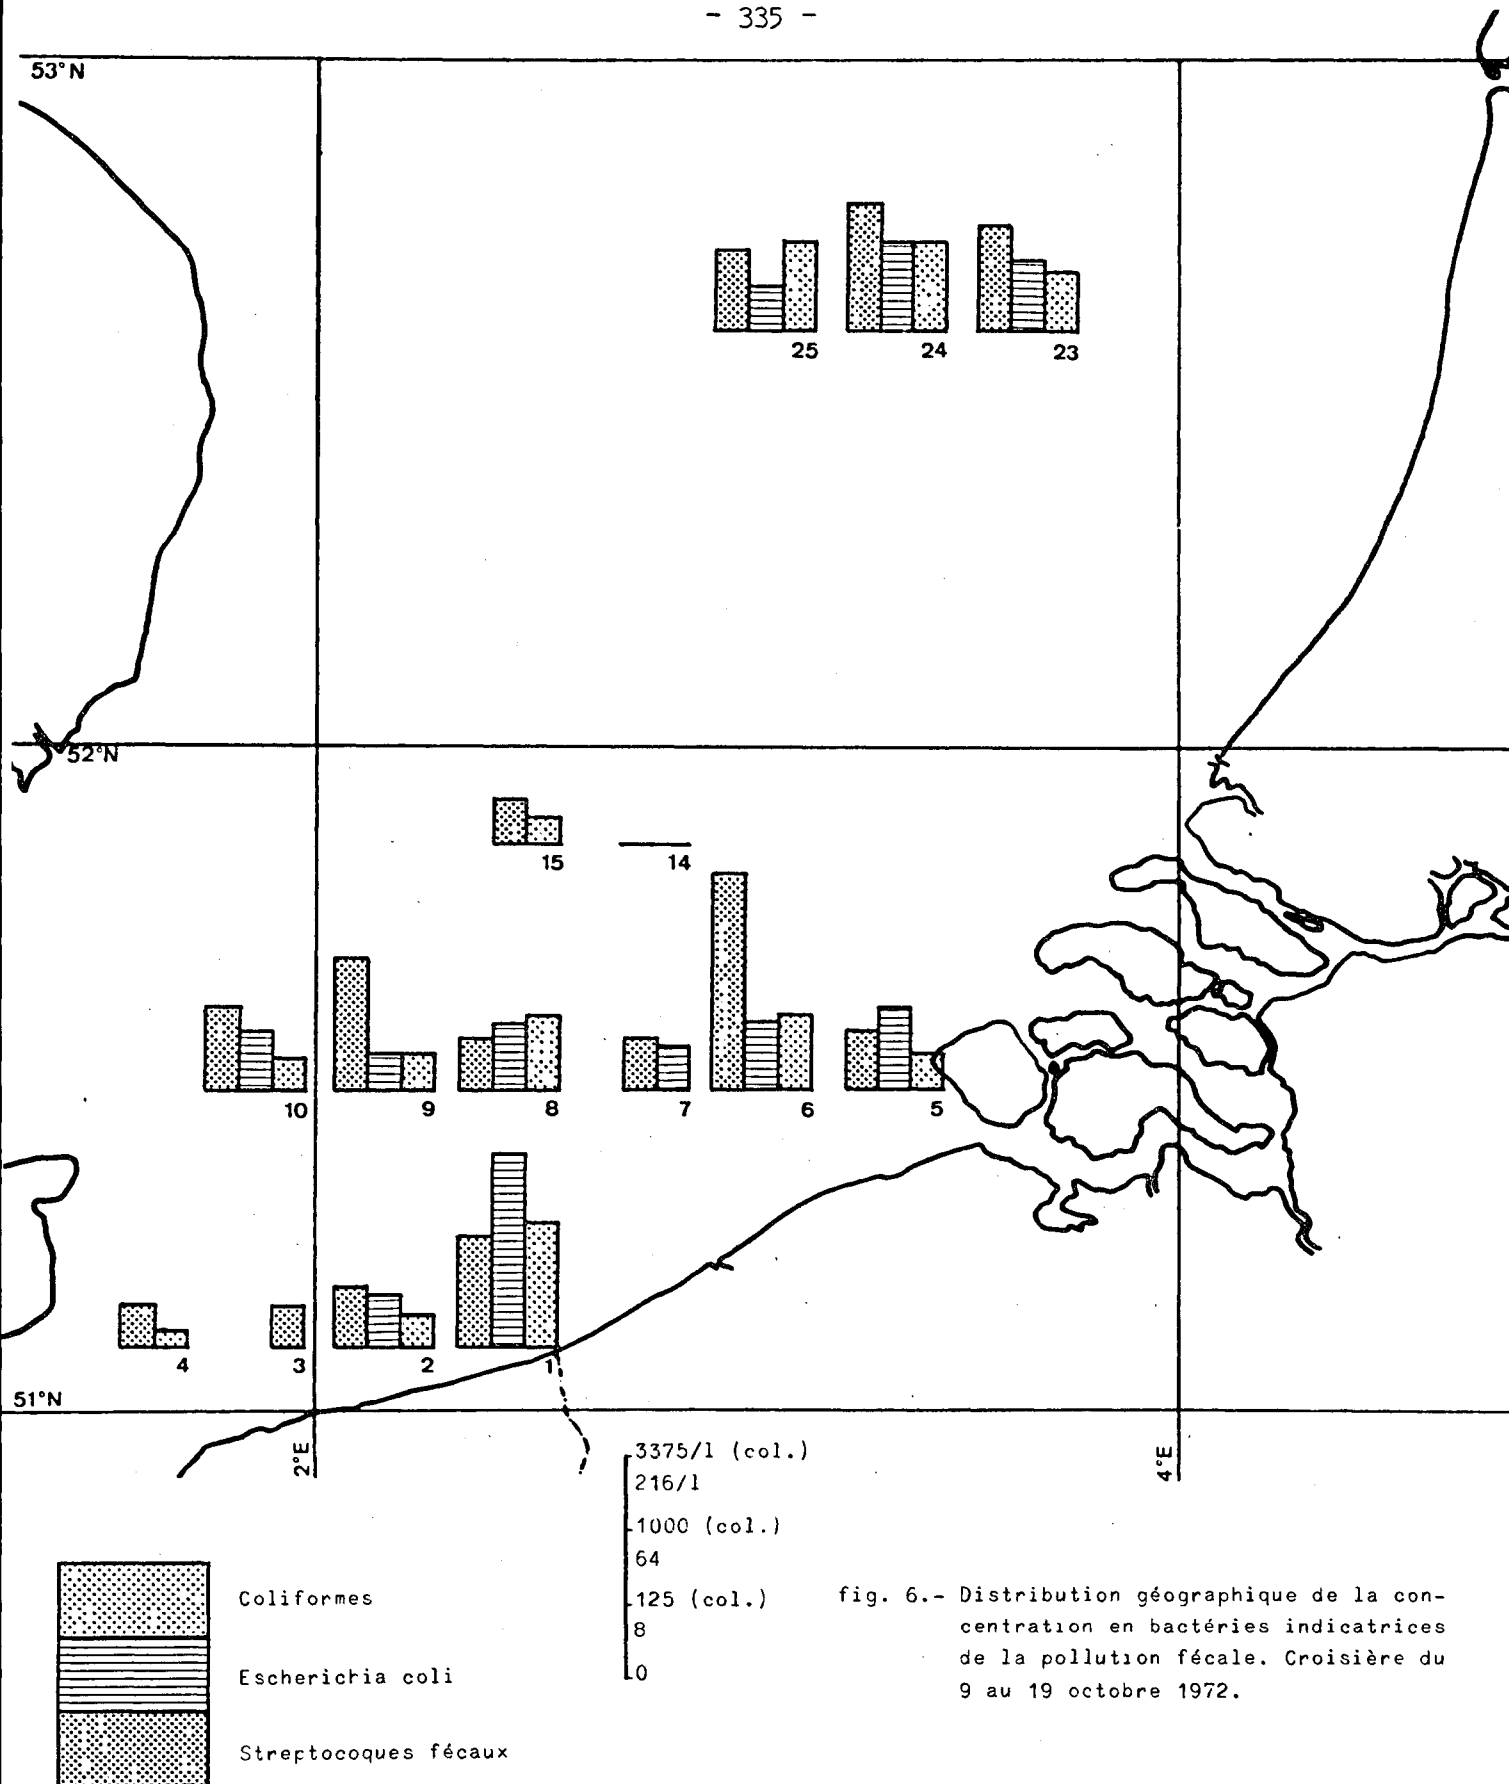 - 335 -
53°N
25
24
23
52°N
15
14
10
9
8
7
6
5
4
3
2
1
51°N
2°E
4°E
3375/l (col.)
216/l
1000 (col.)
64
125 (col.)
8
0
Coliformes
Escherichia coli
Streptocoques fécaux
fig. 6.- Distribution géographique de la con-
centration en bactéries indicatrices
de la pollution fécale. Croisière du
9 au 19 octobre 1972.